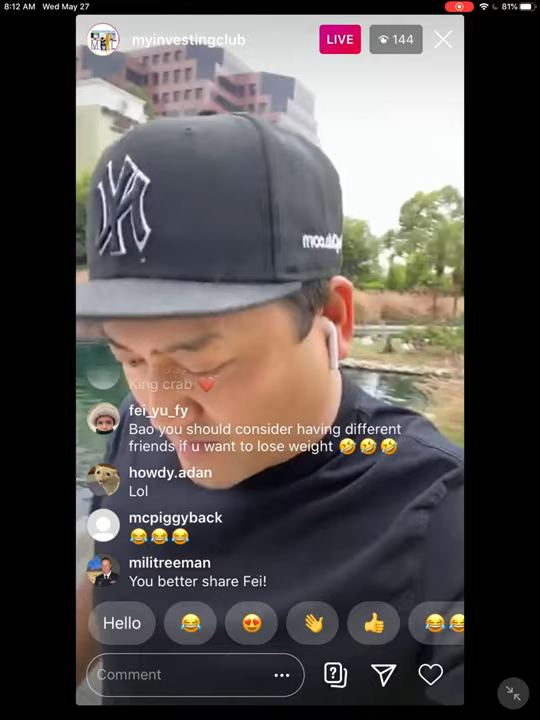 8:12 AM Wed May 27
81%
myinvestingclub
LIVE
144
NY
King crab ❤️
fei_yu_fy
Bao you should consider having different
friends if u want to lose weight 🤣🤣🤣
howdy.adan
Lol
mcpiggyback
😂😂😂
militreeman
You better share Fei!
Hello 😂 😍 👋 👍 😂😂
Comment